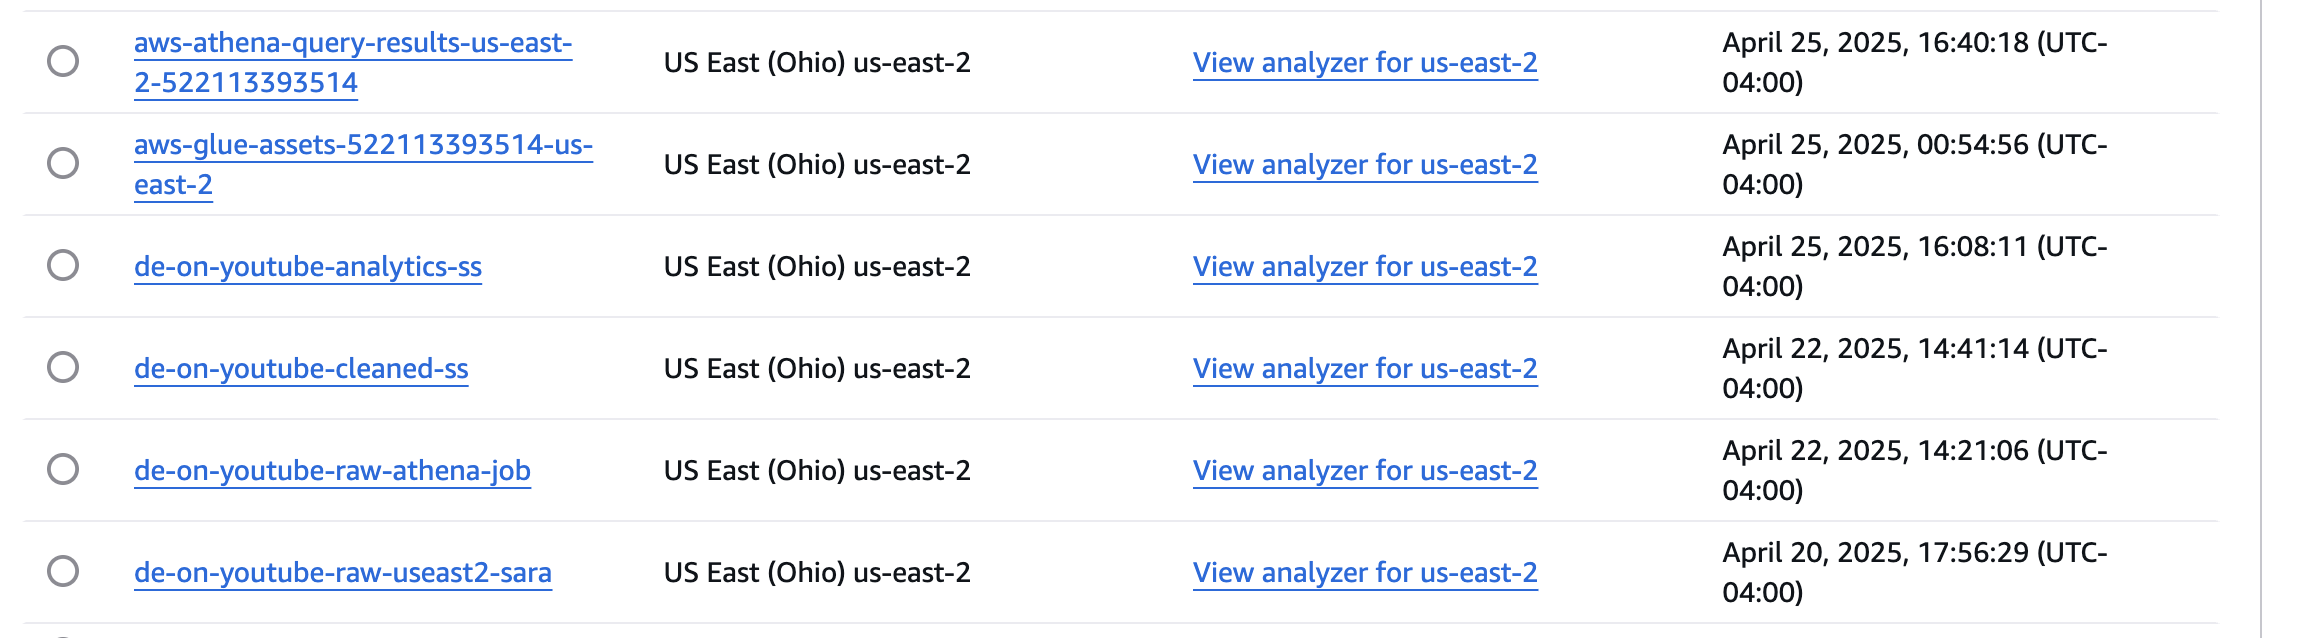 aws-athena-query-results-us-east-
2-522113393514
US East (Ohio) us-east-2
View analyzer for us-east-2
April 25, 2025, 16:40:18 (UTC-
04:00)
aws-glue-assets-522113393514-us-
east-2
US East (Ohio) us-east-2
View analyzer for us-east-2
April 25, 2025, 00:54:56 (UTC-
04:00)
de-on-youtube-analytics-ss
US East (Ohio) us-east-2
View analyzer for us-east-2
April 25, 2025, 16:08:11 (UTC-
04:00)
de-on-youtube-cleaned-ss
US East (Ohio) us-east-2
View analyzer for us-east-2
April 22, 2025, 14:41:14 (UTC-
04:00)
de-on-youtube-raw-athena-job
US East (Ohio) us-east-2
View analyzer for us-east-2
April 22, 2025, 14:21:06 (UTC-
04:00)
de-on-youtube-raw-useast2-sara
US East (Ohio) us-east-2
View analyzer for us-east-2
April 20, 2025, 17:56:29 (UTC-
04:00)